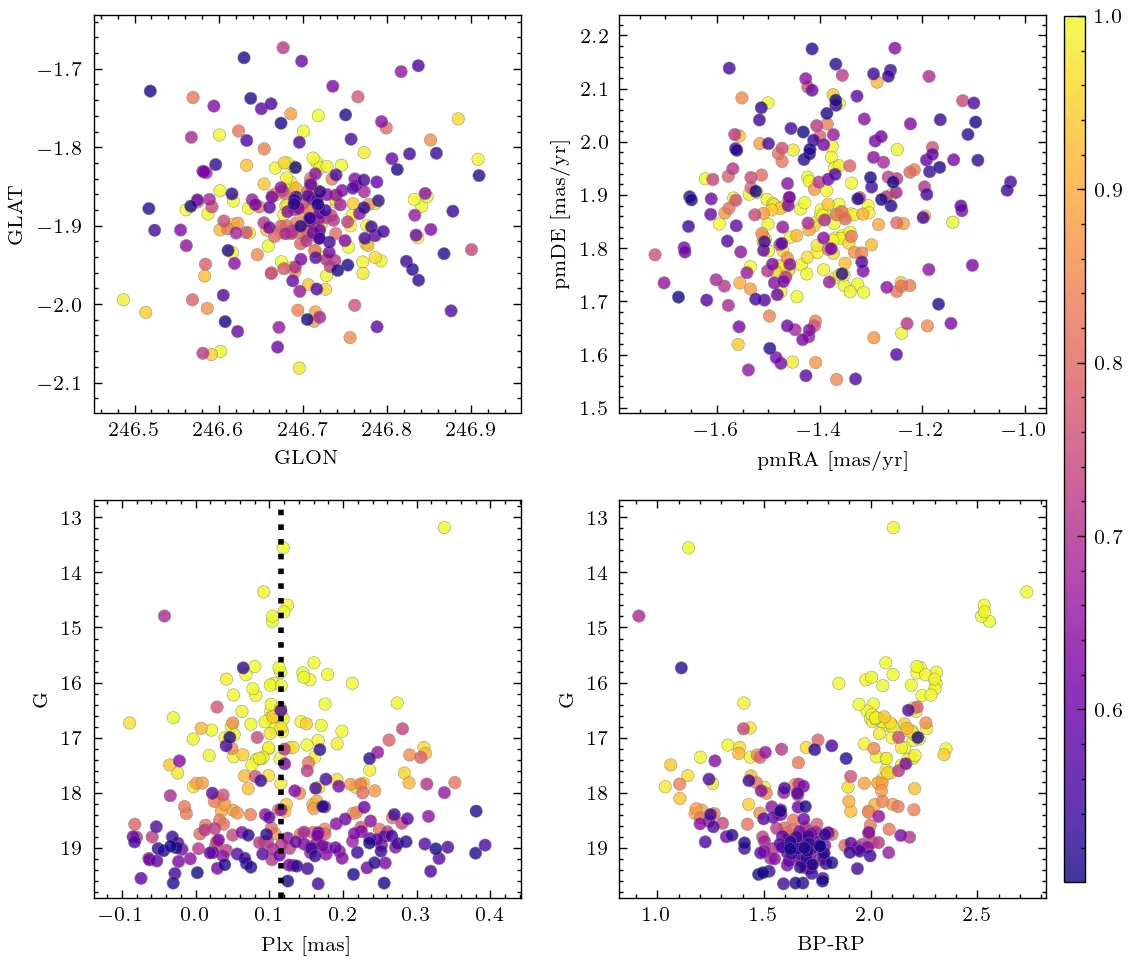 −1.7
−1.8
−1.9
−2.0
−2.1
GLAT
246.5 246.6 246.7 246.8 246.9
GLON
2.2
2.1
2.0
1.9
1.8
1.7
1.6
1.5
pmDE [mas/yr]
−1.6 −1.4 −1.2 −1.0
pmRA [mas/yr]
1.0
0.9
0.8
0.7
0.6
13
14
15
16
17
18
19
G
−0.1 0.0 0.1 0.2 0.3 0.4
Plx [mas]
13
14
15
16
17
18
19
G
1.0 1.5 2.0 2.5
BP-RP